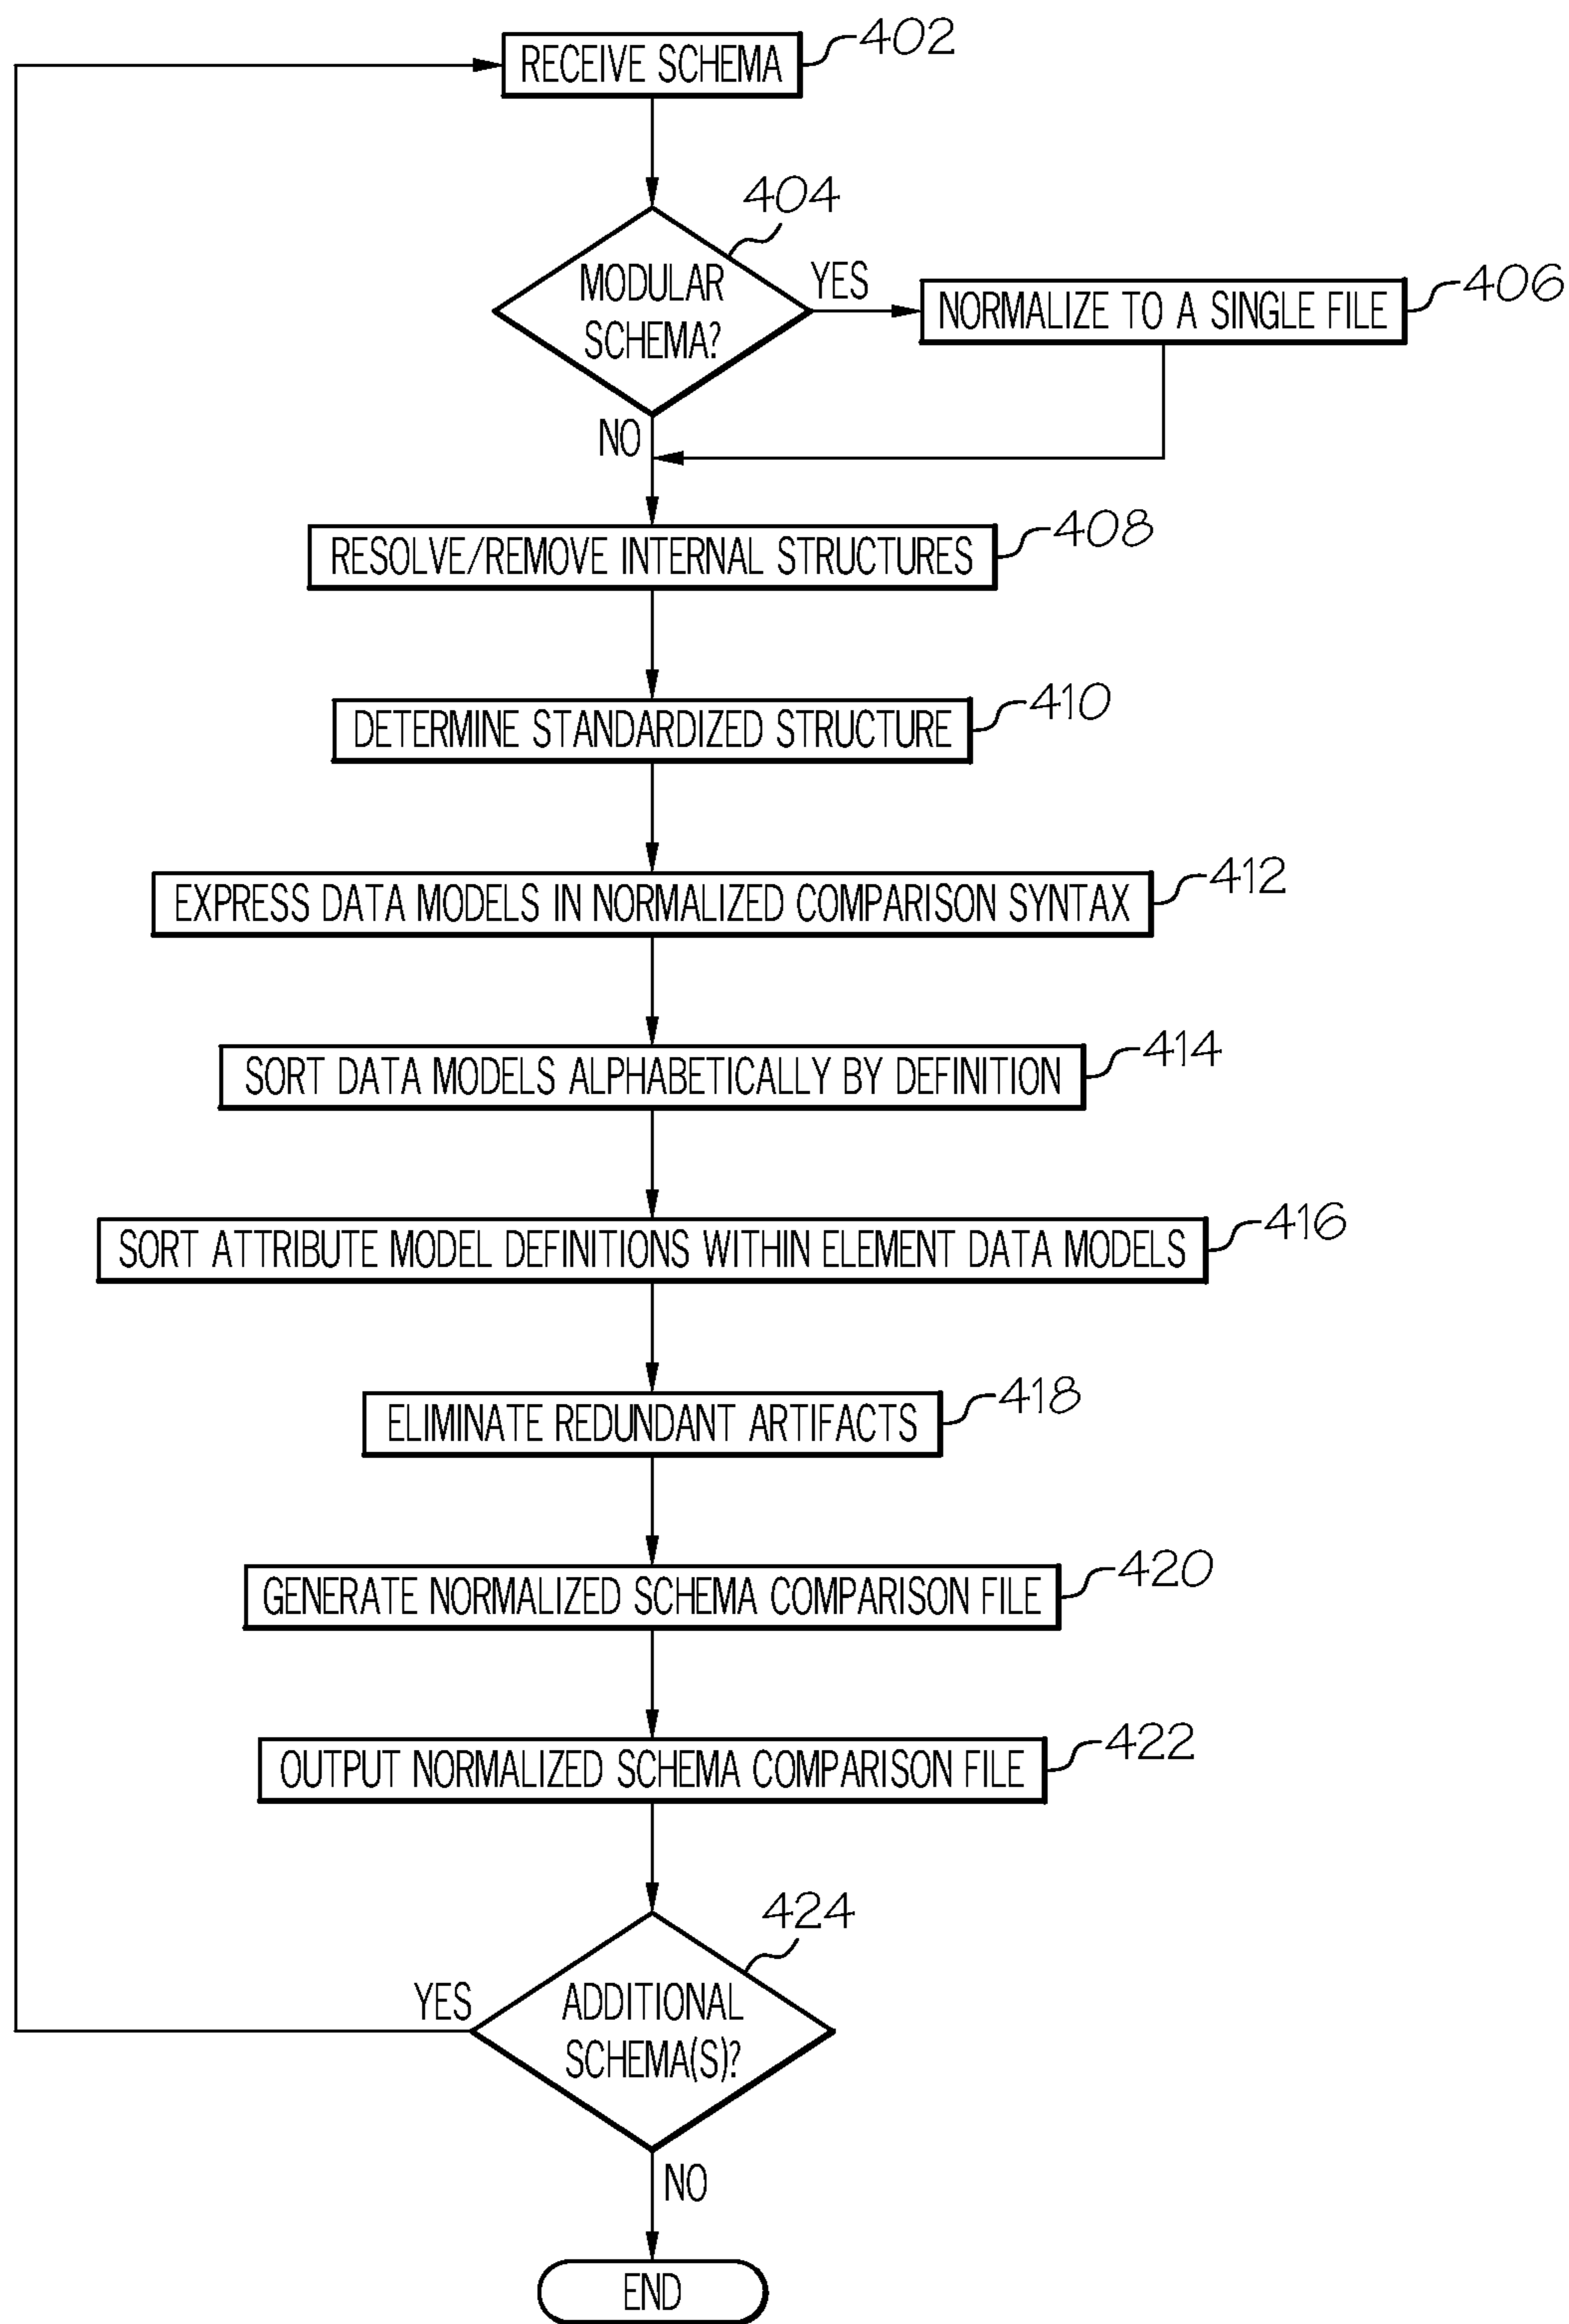 RECEIVE SCHEMA
402
404
MODULAR
SCHEMA?
YES
NORMALIZE TO A SINGLE FILE
406
NO
RESOLVE/REMOVE INTERNAL STRUCTURES
408
DETERMINE STANDARDIZED STRUCTURE
410
EXPRESS DATA MODELS IN NORMALIZED COMPARISON SYNTAX
412
SORT DATA MODELS ALPHABETICALLY BY DEFINITION
414
SORT ATTRIBUTE MODEL DEFINITIONS WITHIN ELEMENT DATA MODELS
416
ELIMINATE REDUNDANT ARTIFACTS
418
GENERATE NORMALIZED SCHEMA COMPARISON FILE
420
OUTPUT NORMALIZED SCHEMA COMPARISON FILE
422
424
YES
ADDITIONAL
SCHEMA(S)?
NO
END